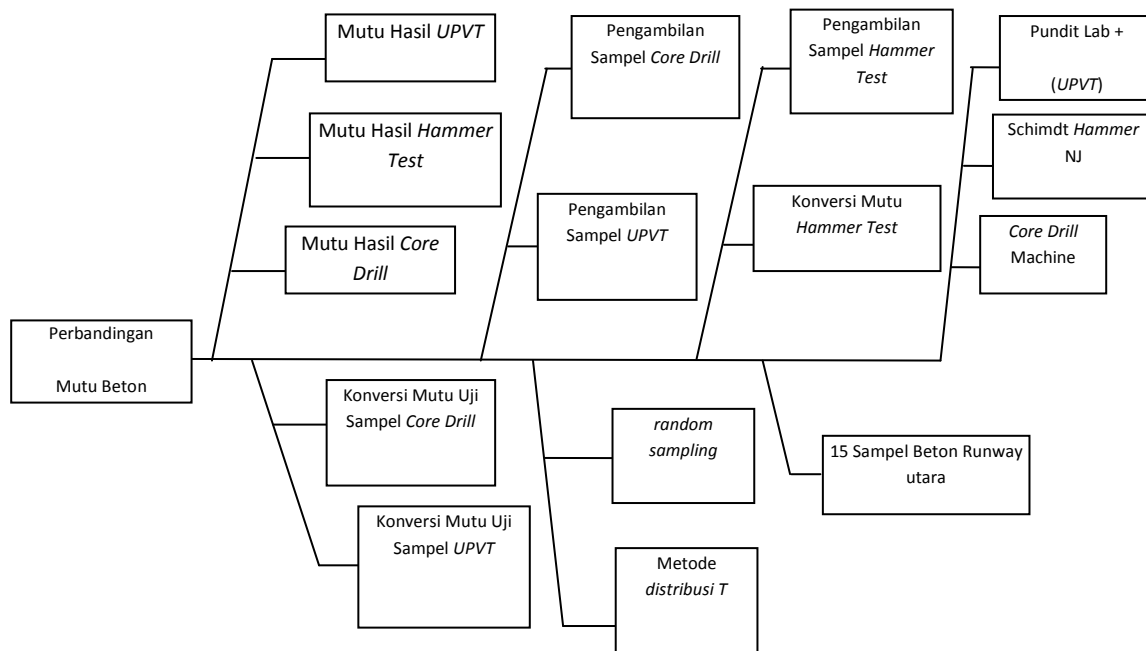 Mutu Hasil UPVT
Mutu Hasil Hammer
Test
Mutu Hasil Core
Drill
Pengambilan
Sampel Core Drill
Pengambilan
Sampel UPVT
Pengambilan
Sampel Hammer
Test
Konversi Mutu
Hammer Test
Pundit Lab +
(UPVT)
Schimdt Hammer
NJ
Core Drill
Machine
Perbandingan
Mutu Beton
Konversi Mutu Uji
Sampel Core Drill
Konversi Mutu Uji
Sampel UPVT
random
sampling
Metode
distribusi T
15 Sampel Beton Runway
utara